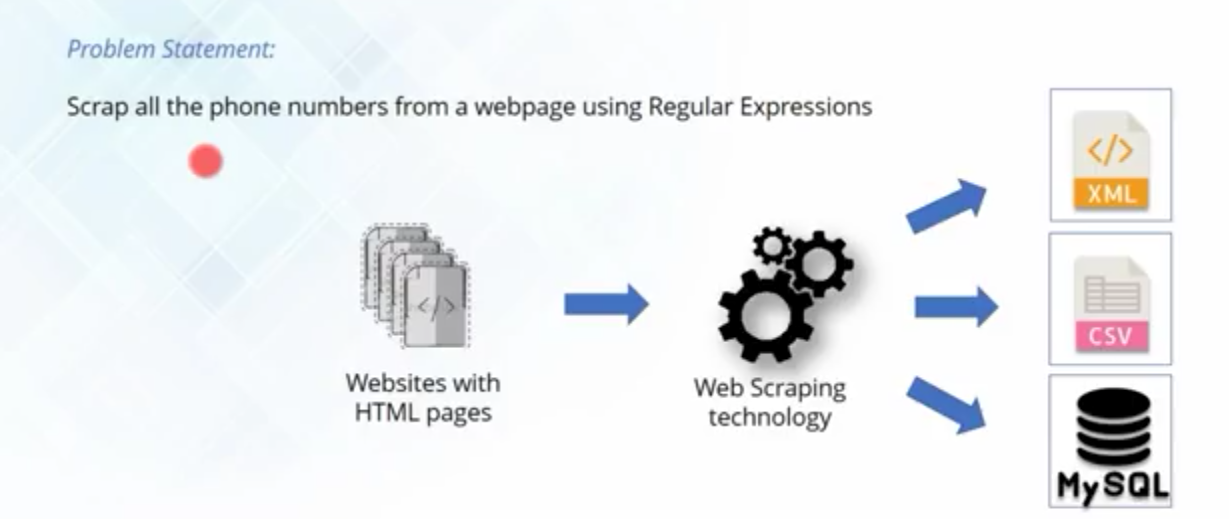 Problem Statement:
Scrap all the phone numbers from a webpage using Regular Expressions
</>
XML
</>
Websites with
HTML pages
Web Scraping
technology
CSV
MySQL